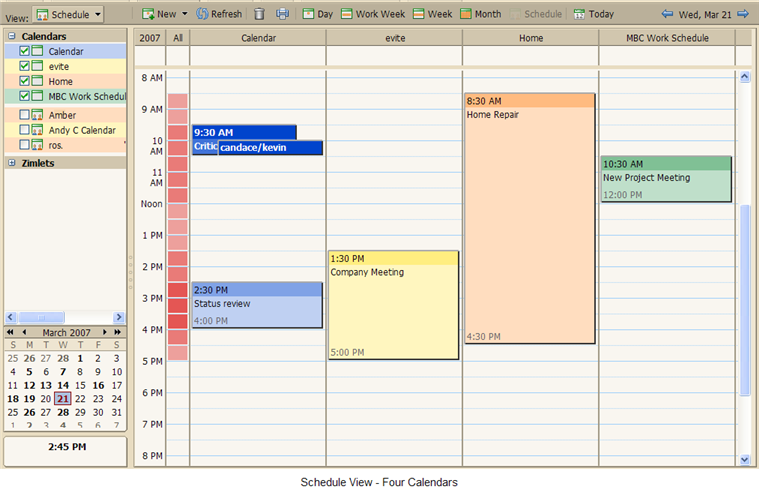 View: Schedule New Refresh Day Work Week Week Month Schedule Today Wed, Mar 21
Calendars
Calendar
evite
Home
MBC Work Schedul
Amber
Andy C Calendar
ros.
Zimlets
March 2007
S M T W T F S
25 26 27 28 1 2 3
4 5 6 7 8 9 10
11 12 13 14 15 16 17
18 19 20 21 22 23 24
25 26 27 28 29 30 31
1 2 3 4 5 6 7
2:45 PM
2007 All Calendar evite Home MBC Work Schedule
8 AM
9 AM
10 AM
11 AM
Noon
1 PM
2 PM
3 PM
4 PM
5 PM
6 PM
7 PM
8 PM
9:30 AM
Critic candace/kevin
2:30 PM
Status review
4:00 PM
1:30 PM
Company Meeting
5:00 PM
8:30 AM
Home Repair
4:30 PM
10:30 AM
New Project Meeting
12:00 PM
Schedule View - Four Calendars